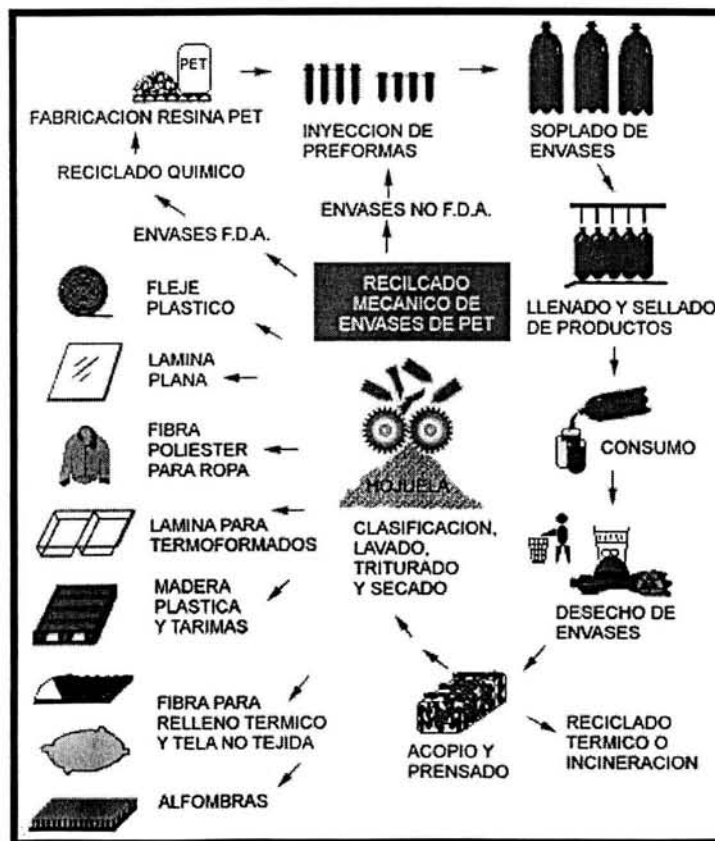 PET
FABRICACION RESINA PET
INYECCION DE
PREFORMAS
SOPLADO DE
ENVASES
RECICLADO QUIMICO
ENVASES F.D.A.
ENVASES NO F.D.A.
RECILCADO
MECANICO DE
ENVASES DE PET
LLENADO Y SELLADO
DE PRODUCTOS
CONSUMO
DESECHO DE
ENVASES
ACOPIO Y
PRENSADO
RECICLADO
TERMICO O
INCINERACION
HOJUELA
CLASIFICACION,
LAVADO,
TRITURADO
Y SECADO
FLEJE
PLASTICO
LAMINA
PLANA
FIBRA
POLIESTER
PARA ROPA
LAMINA PARA
TERMOFORMADOS
MADERA
PLASTICA
Y TARIMAS
FIBRA PARA
RELLENO TERMICO
Y TELA NO TEJIDA
ALFOMBRAS